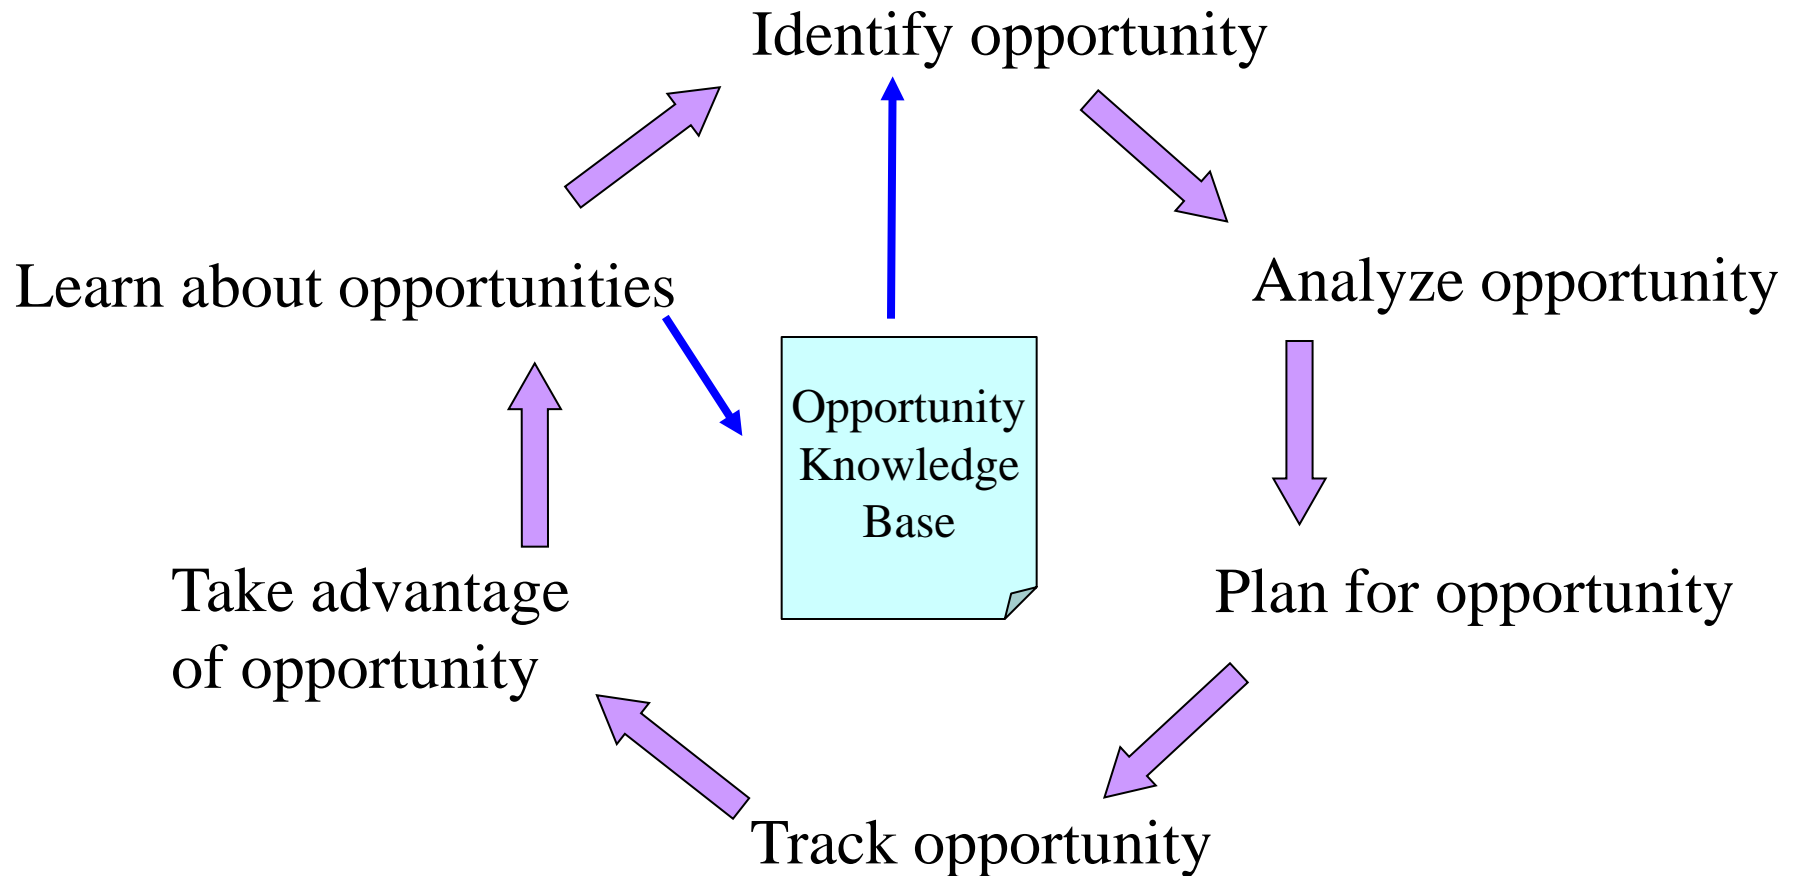 Identify opportunity
Learn about opportunities
Analyze opportunity
Opportunity
Knowledge
Base
Take advantage
of opportunity
Plan for opportunity
Track opportunity